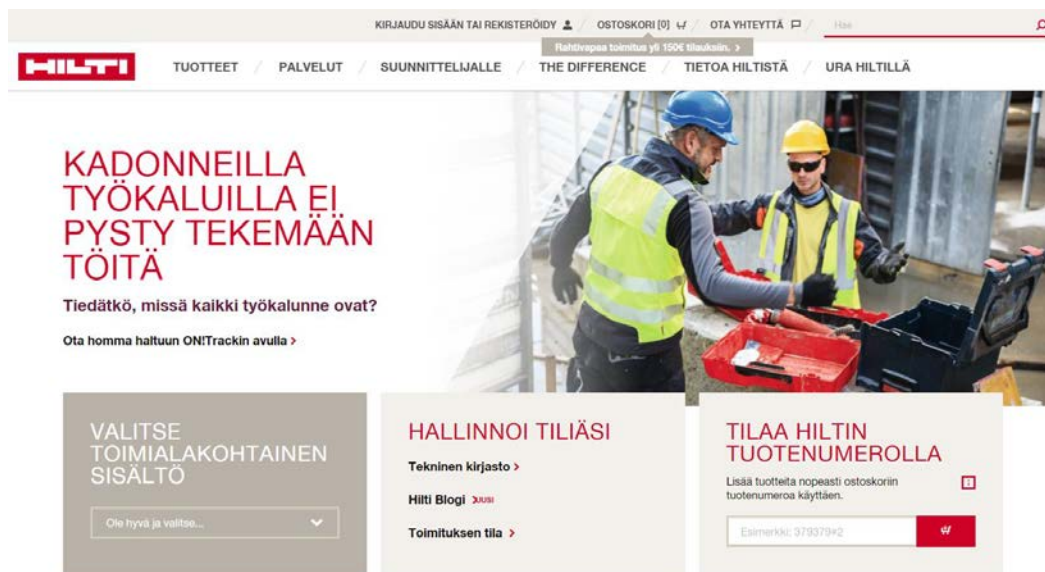 KIRJAUDU SISÄÄN TAI REKISTERÖIDY / OSTOSKORI [0] / OTA YHTEYTTÄ / Hae
Rahtivapaa toimitus yli 150€ tilauksiin. >
HILTI
TUOTTEET / PALVELUT / SUUNNITTELIJALLE / THE DIFFERENCE / TIETOA HILTISTÄ / URA HILTILLÄ
KADONNEILLA
TYÖKALUILLA EI
PYSTY TEKEMÄÄN
TÖITÄ
Tiedätkö, missä kaikki työkalunne ovat?
Ota homma haltuun ON!Trackin avulla >
VALITSE
TOIMIALAKOHTAINEN
SISÄLTÖ
Ole hyvä ja valitse...
HALLINNOI TILIÄSI
Tekninen kirjasto >
Hilti Blogi >UUSI
Toimituksen tila >
TILAA HILTIN
TUOTENUMEROLLA
Lisää tuotteita nopeasti ostoskoriin
tuotenumeroa käyttäen.
Esimerkki: 379379*2